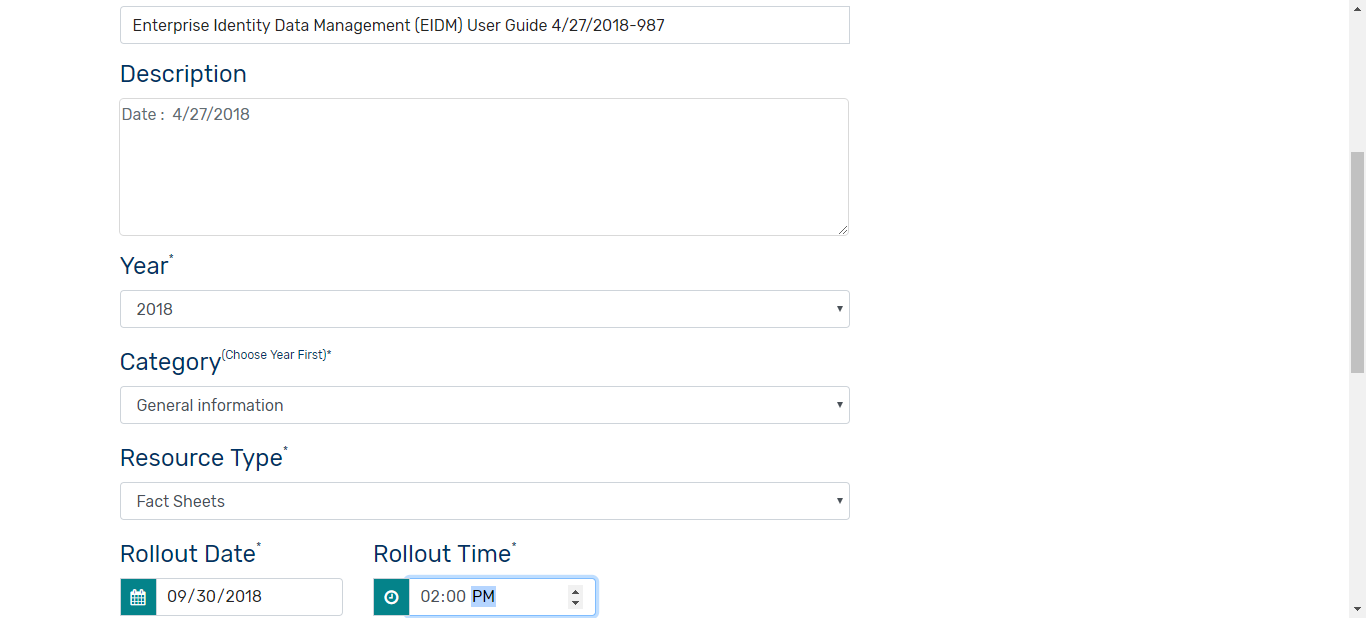 Enterprise Identity Data Management (EIDM) User Guide 4/27/2018-987
Description
Date : 4/27/2018
Year*
2018
Category(Choose Year First)*
General information
Resource Type*
Fact Sheets
Rollout Date* Rollout Time*
09/30/2018 02:00 PM